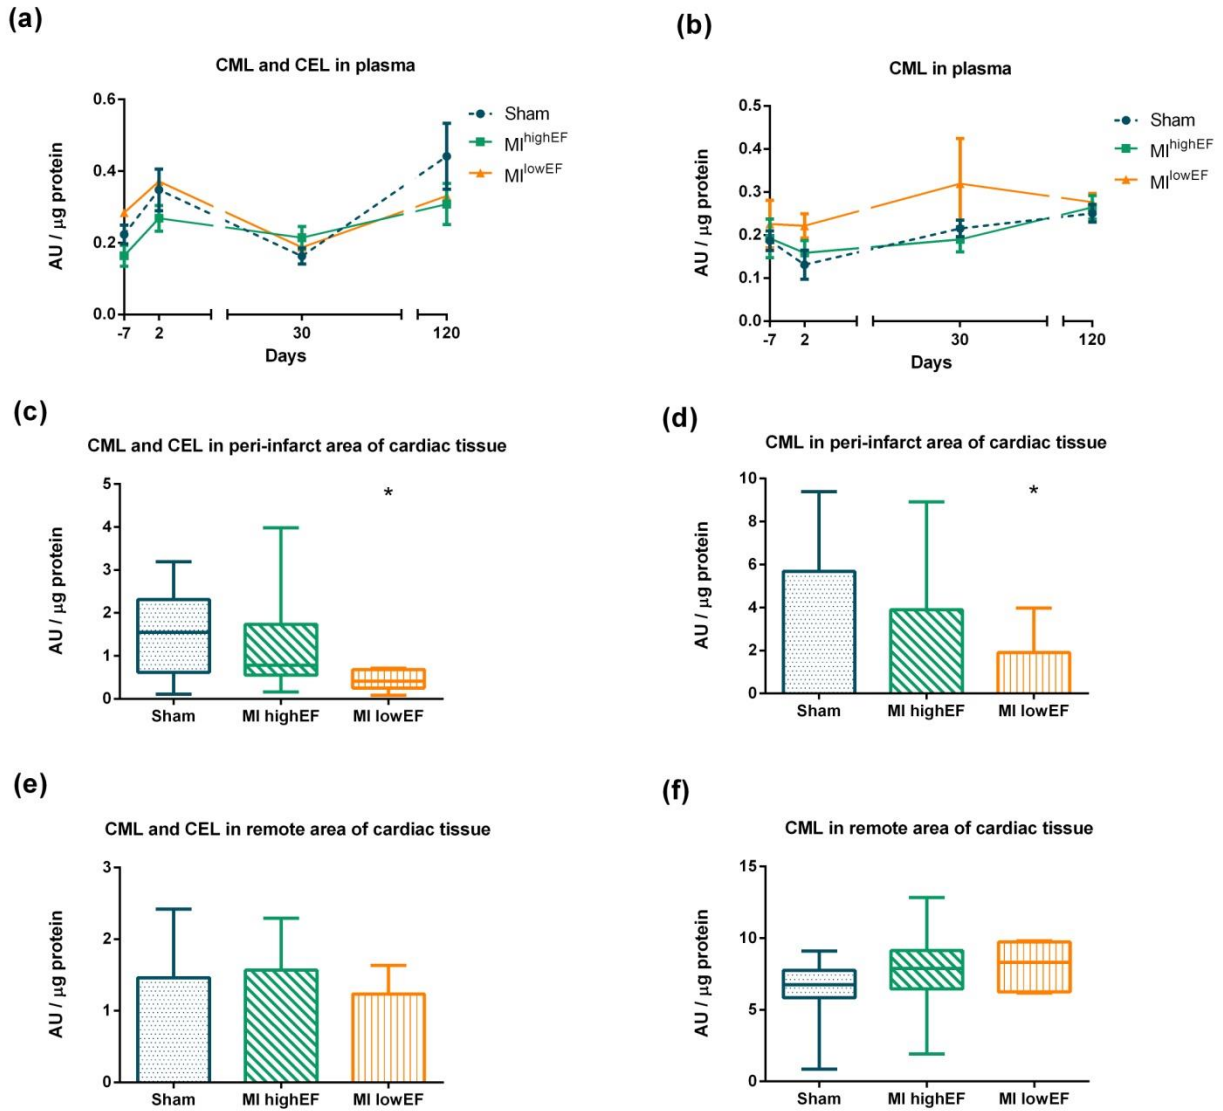 (a)
CML and CEL in plasma
AU / μg protein
0.6
0.4
0.2
0.0
-7
2
30
120
Days
Sham
MI^highEF
MI^lowEF
(b)
CML in plasma
AU / μg protein
0.5
0.4
0.3
0.2
0.1
0.0
-7
2
30
120
Days
Sham
MI^highEF
MI^lowEF
(c)
CML and CEL in peri-infarct area of cardiac tissue
AU / μg protein
5
4
3
2
1
0
*
Sham
MI highEF
MI lowEF
(d)
CML in peri-infarct area of cardiac tissue
AU / μg protein
10
8
6
4
2
0
*
Sham
MI highEF
MI lowEF
(e)
CML and CEL in remote area of cardiac tissue
AU / μg protein
3
2
1
0
Sham
MI highEF
MI lowEF
(f)
CML in remote area of cardiac tissue
AU / μg protein
15
10
5
0
Sham
MI highEF
MI lowEF